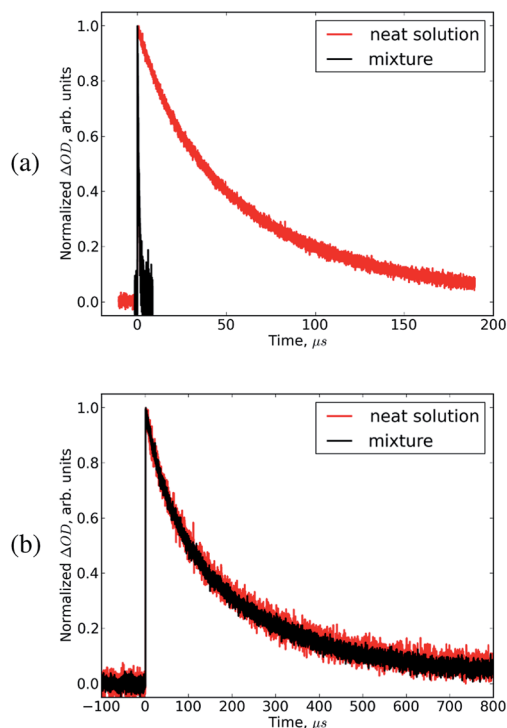 (a)
Normalized ΔOD, arb. units
1.0
0.8
0.6
0.4
0.2
0.0
neat solution
mixture
0
50
100
150
200
Time, μs
(b)
Normalized ΔOD, arb. units
1.0
0.8
0.6
0.4
0.2
0.0
neat solution
mixture
−100
0
100
200
300
400
500
600
700
800
Time, μs